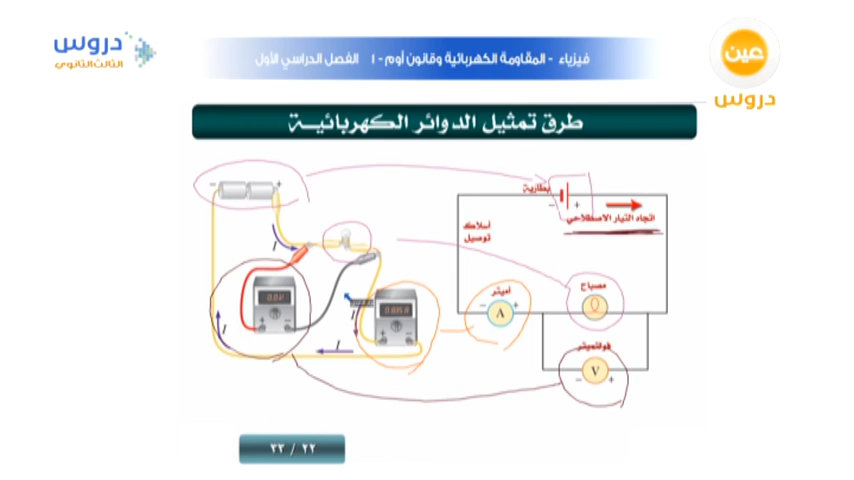 دروس
الثالث الثانوي
فيزياء - المقاومة الكهربائية وقانون أوم - ١ الفصل الدراسي الأول
عين
دروس
طرق تمثيل الدوائر الكهربائية
- +
بطارية
- +
اتجاه التيار الاصطلاحي
أسلاك
توصيل
I
مصباح
أميتر
- +
A
I
I
I
+ -
+ -
فولتميتر
V
- +
٢٢ / ٣٣